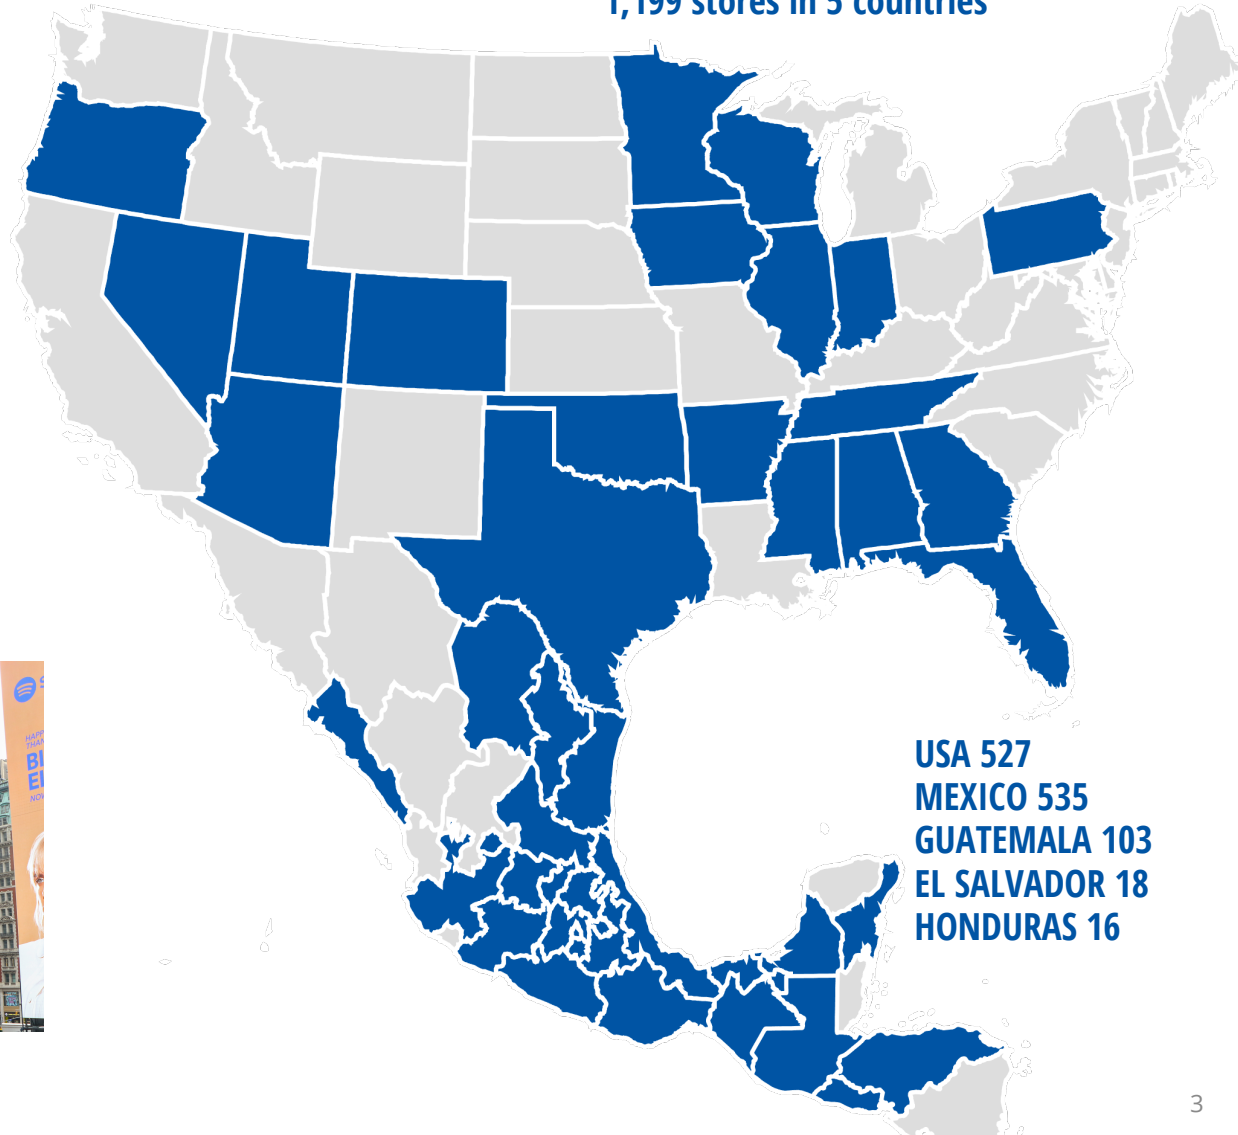 1,199 stores in 5 countries
USA 527
MEXICO 535
GUATEMALA 103
EL SALVADOR 18
HONDURAS 16
3